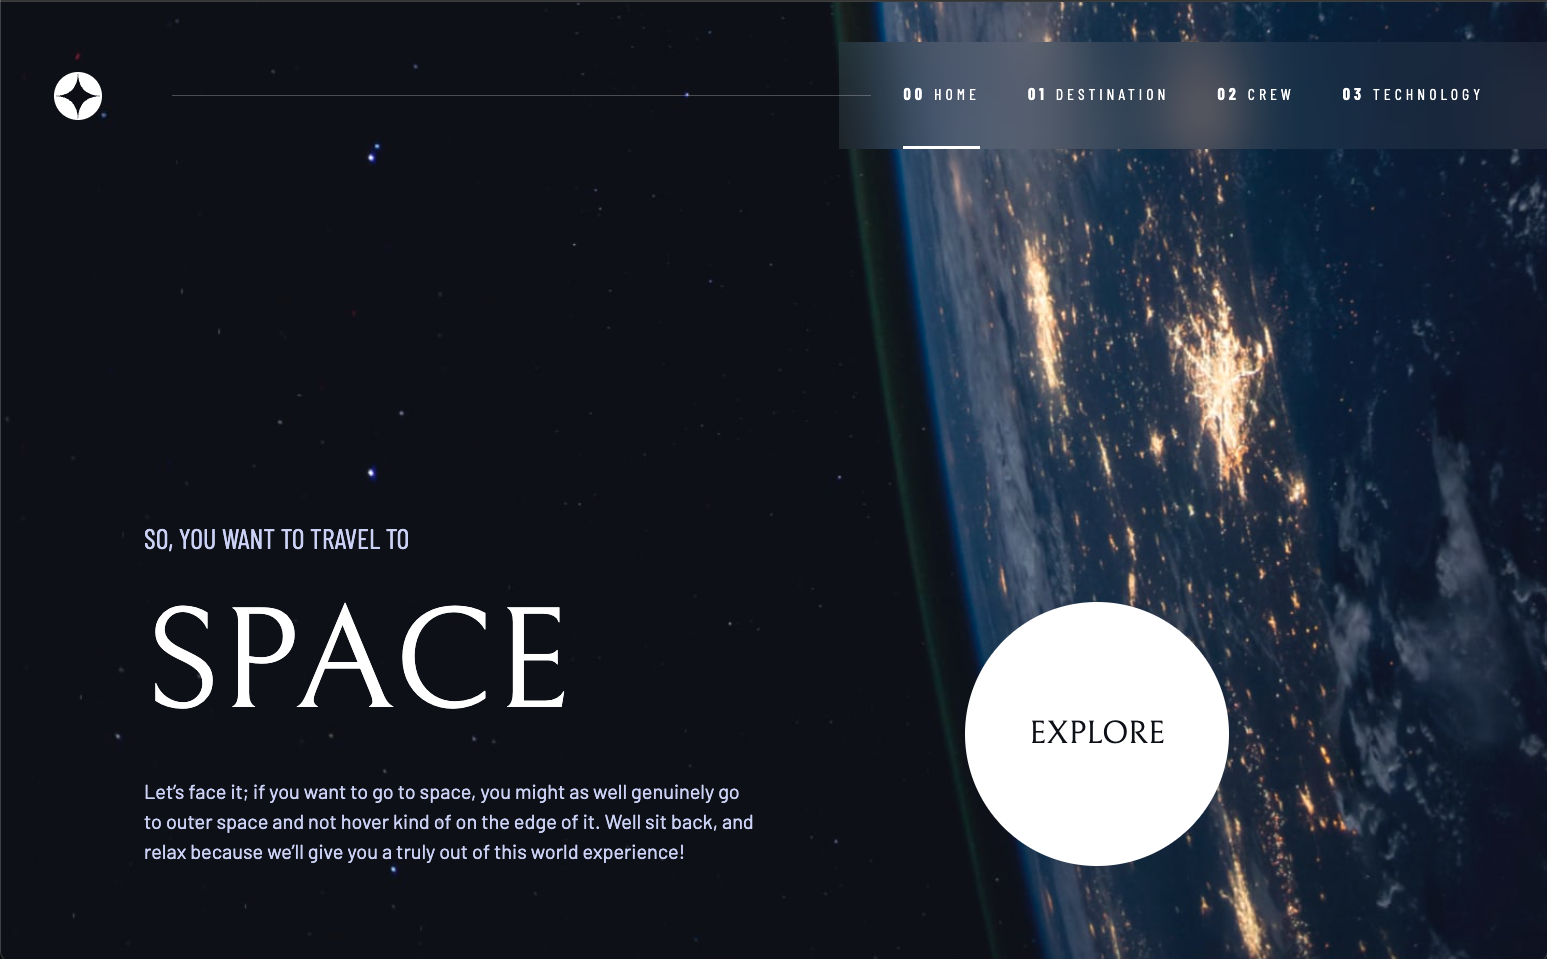 00 HOME 01 DESTINATION 02 CREW 03 TECHNOLOGY
SO, YOU WANT TO TRAVEL TO
SPACE
EXPLORE
Let’s face it; if you want to go to space, you might as well genuinely go
to outer space and not hover kind of on the edge of it. Well sit back, and
relax because we’ll give you a truly out of this world experience!